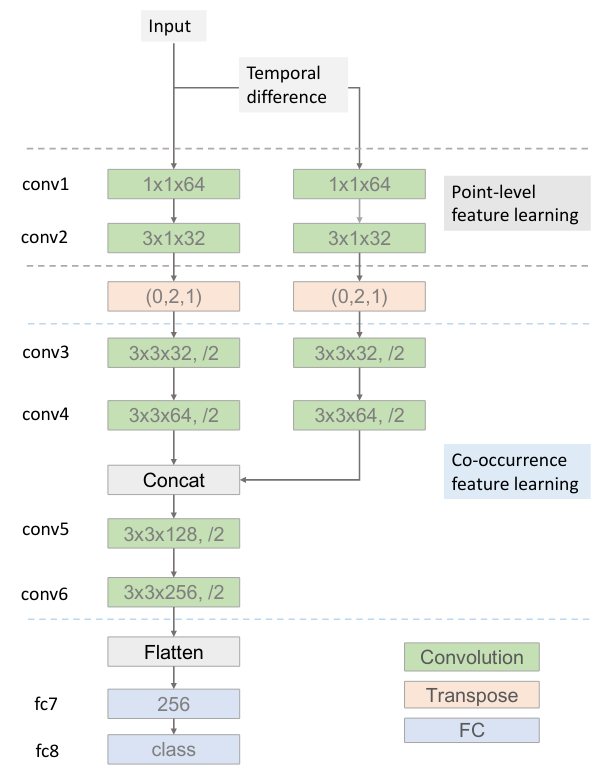 Input
Temporal
difference
conv1
1x1x64
1x1x64
Point-level
feature learning
conv2
3x1x32
3x1x32
(0,2,1)
(0,2,1)
conv3
3x3x32, /2
3x3x32, /2
conv4
3x3x64, /2
3x3x64, /2
Co-occurrence
feature learning
Concat
conv5
3x3x128, /2
conv6
3x3x256, /2
Flatten
Convolution
fc7
256
Transpose
FC
fc8
class